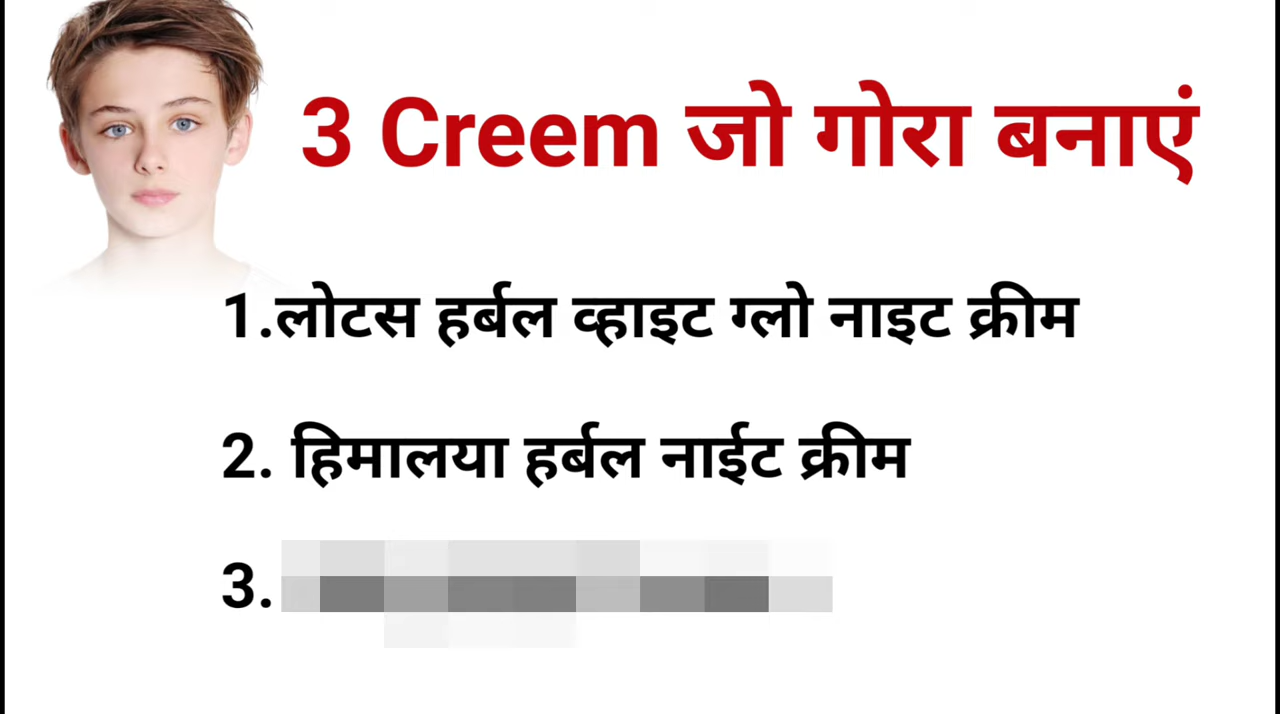 3 Creem जो गोरा बनाएं
1.लोटस हर्बल व्हाइट ग्लो नाइट क्रीम
2. हिमालया हर्बल नाईट क्रीम
3.